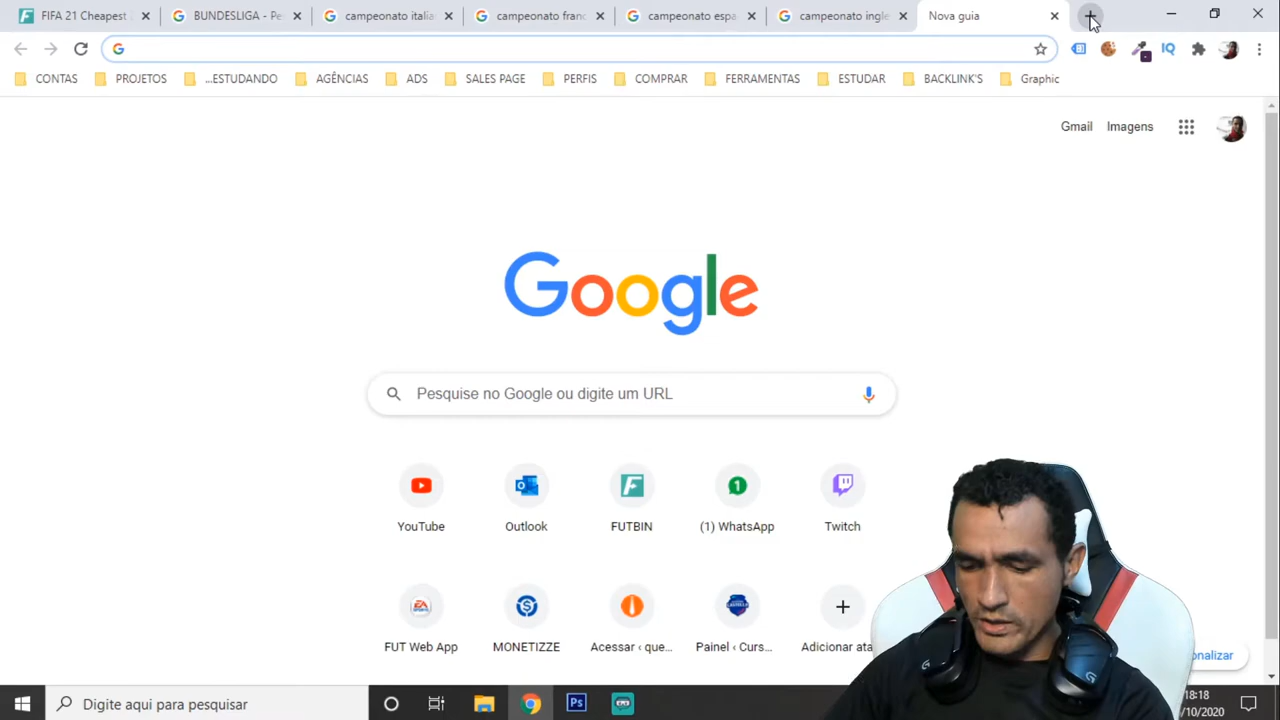 FIFA 21 Cheapest
BUNDESLIGA - Pe
campeonato italia
campeonato fran
campeonato espa
campeonato ingle
Nova guia
CONTAS
PROJETOS
...ESTUDANDO
AGÊNCIAS
ADS
SALES PAGE
PERFIS
COMPRAR
FERRAMENTAS
ESTUDAR
BACKLINK'S
Graphic
Gmail
Imagens
Google
Pesquise no Google ou digite um URL
YouTube
Outlook
FUTBIN
(1) WhatsApp
Twitch
FUT Web App
MONETIZZE
Acessar ‹ que...
Painel ‹ Curs...
Adicionar ata
onalizar
Digite aqui para pesquisar
18:18
/10/2020